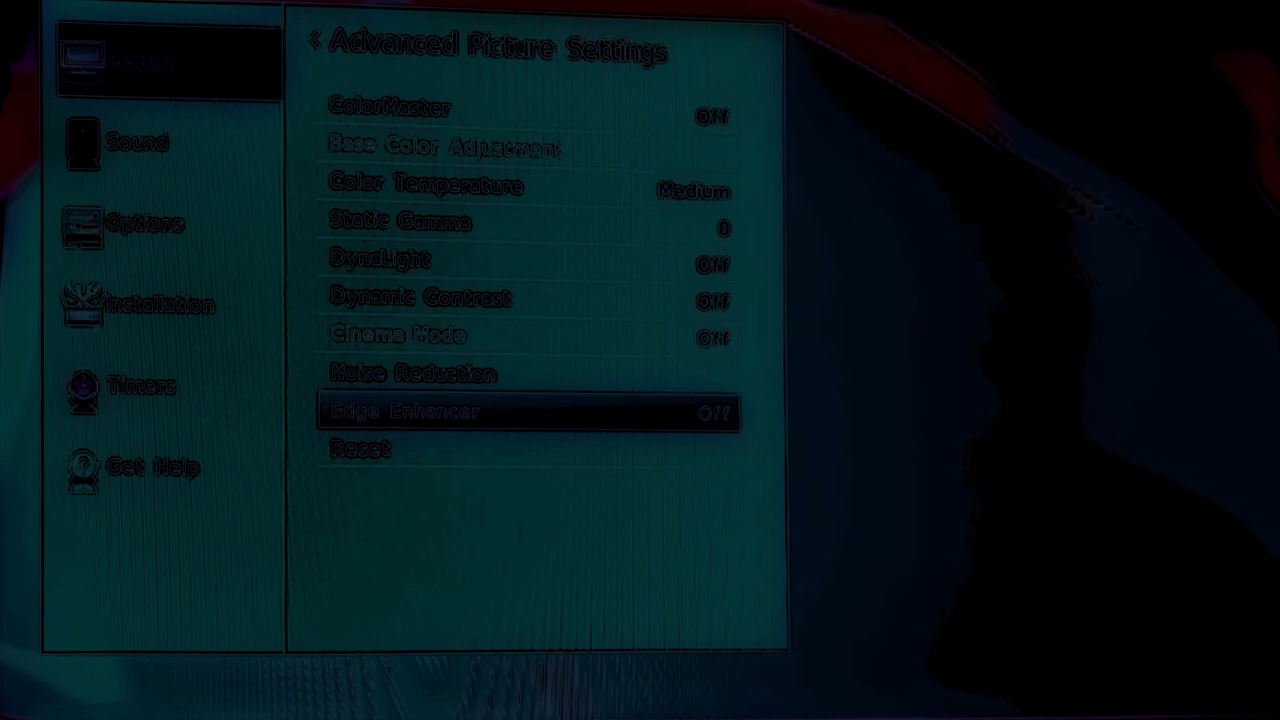 Picture
Sound
Options
Installation
Timers
Get Help
Advanced Picture Settings
ColorMaster Off
Base Color Adjustment
Color Temperature Medium
Static Gamma 0
DynaLight Off
Dynamic Contrast Off
Cinema Mode Off
Noise Reduction
Edge Enhancer Off
Reset